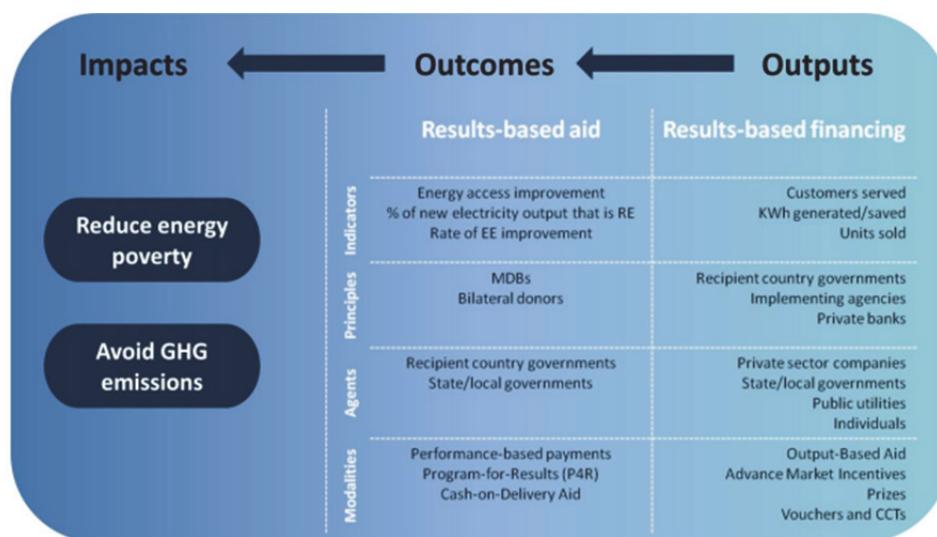 Impacts
Outcomes
Outputs
Results-based aid
Results-based financing
Reduce energy
poverty
Avoid GHG
emissions
Indicators
Energy access improvement
% of new electricity output that is RE
Rate of EE improvement
Customers served
KWh generated/saved
Units sold
Principles
MDBs
Bilateral donors
Recipient country governments
Implementing agencies
Private banks
Agents
Recipient country governments
State/local governments
Private sector companies
State/local governments
Public utilities
Individuals
Modalities
Performance-based payments
Program-for-Results (P4R)
Cash-on-Delivery Aid
Output-Based Aid
Advance Market Incentives
Prizes
Vouchers and CCTs